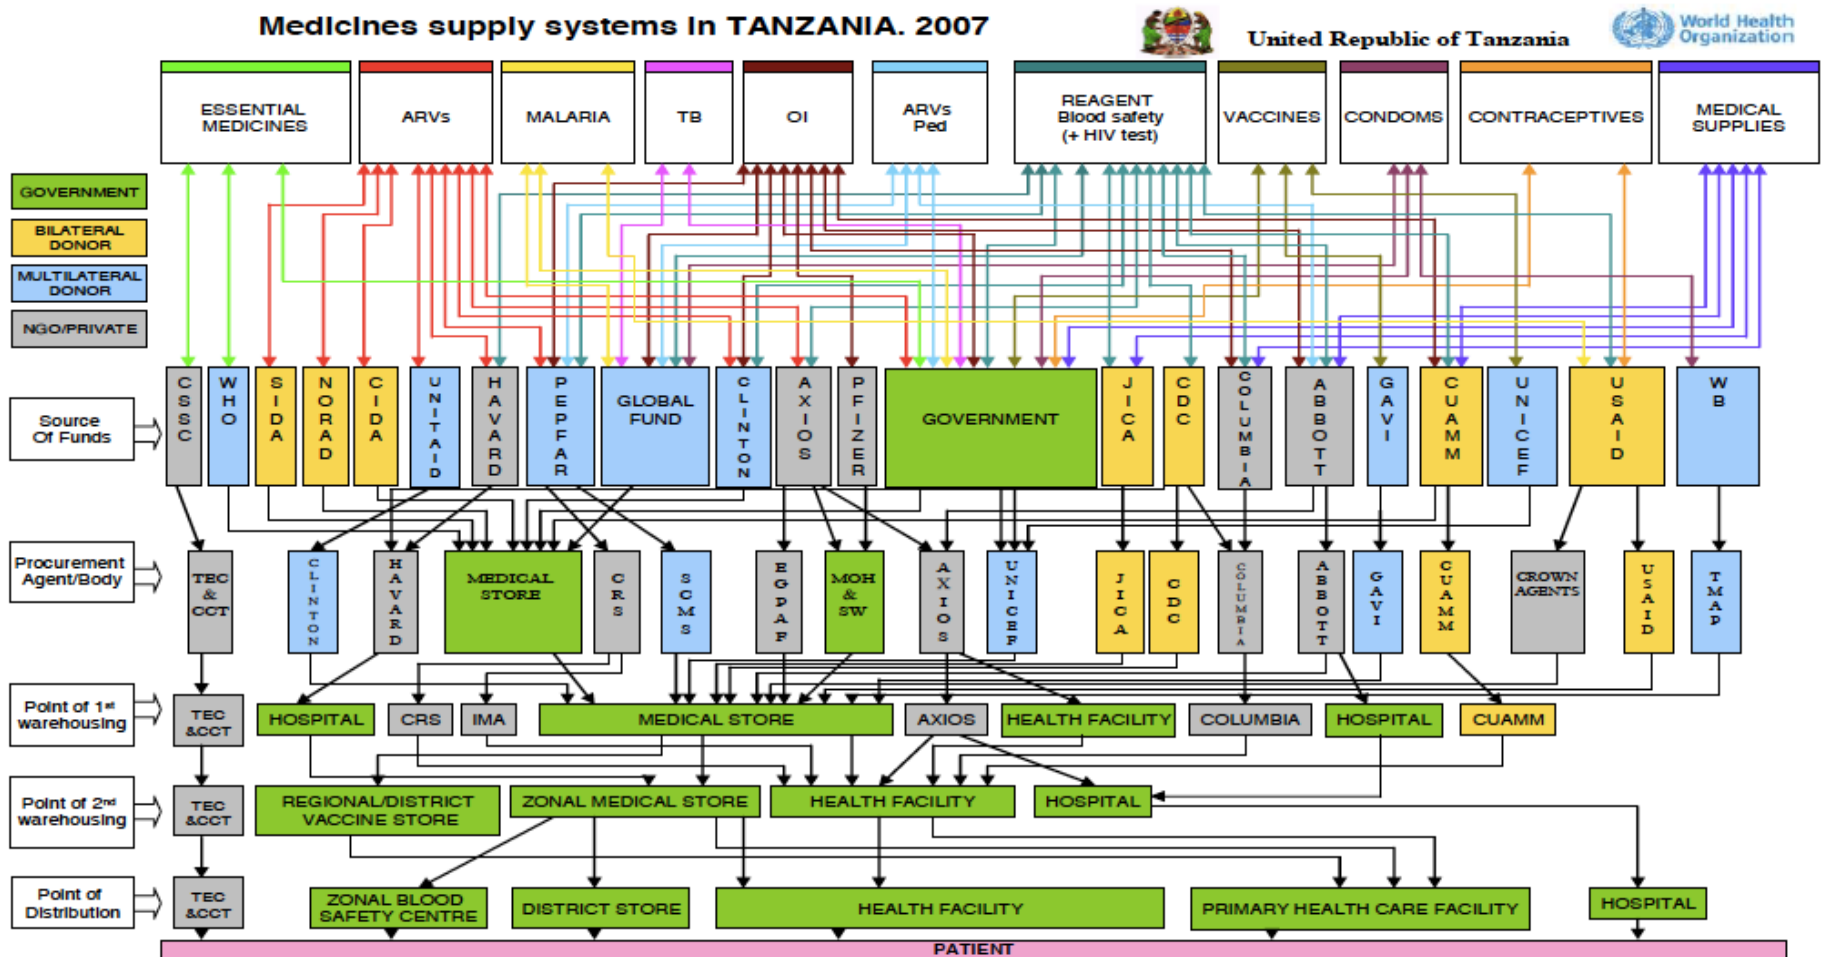 Medicines supply systems in TANZANIA. 2007
United Republic of Tanzania
World Health
Organization
ESSENTIAL
MEDICINES
ARVs
MALARIA
TB
OI
ARVs
Ped
REAGENT
Blood safety
(+ HIV test)
VACCINES
CONDOMS
CONTRACEPTIVES
MEDICAL
SUPPLIES
GOVERNMENT
BILATERAL
DONOR
MULTILATERAL
DONOR
NGO/PRIVATE
Source
Of Funds
CSSC
WHO
SIDA
NORAD
CIDA
UNITAID
HAVARD
PEPFAR
GLOBAL
FUND
CLINTON
AXIOS
PFIZER
GOVERNMENT
JICA
CDC
COLUMBIA
ABBOTT
GAVI
CUAMM
UNICEF
USAID
WB
Procurement
Agent/Body
TEC
&
CCT
CLINTON
HAVARD
MEDICAL
STORE
CRS
SCMS
EGPAF
MOH
&
SW
AXIOS
UNICEF
JICA
CDC
COLUMBIA
ABBOTT
GAVI
CUAMM
CROWN
AGENTS
USAID
TMAP
Point of 1st
warehousing
TEC
&CCT
HOSPITAL
CRS
IMA
MEDICAL STORE
AXIOS
HEALTH FACILITY
COLUMBIA
HOSPITAL
CUAMM
Point of 2nd
warehousing
TEC
&CCT
REGIONAL/DISTRICT
VACCINE STORE
ZONAL MEDICAL STORE
HEALTH FACILITY
HOSPITAL
Point of
Distribution
TEC
&CCT
ZONAL BLOOD
SAFETY CENTRE
DISTRICT STORE
HEALTH FACILITY
PRIMARY HEALTH CARE FACILITY
HOSPITAL
PATIENT